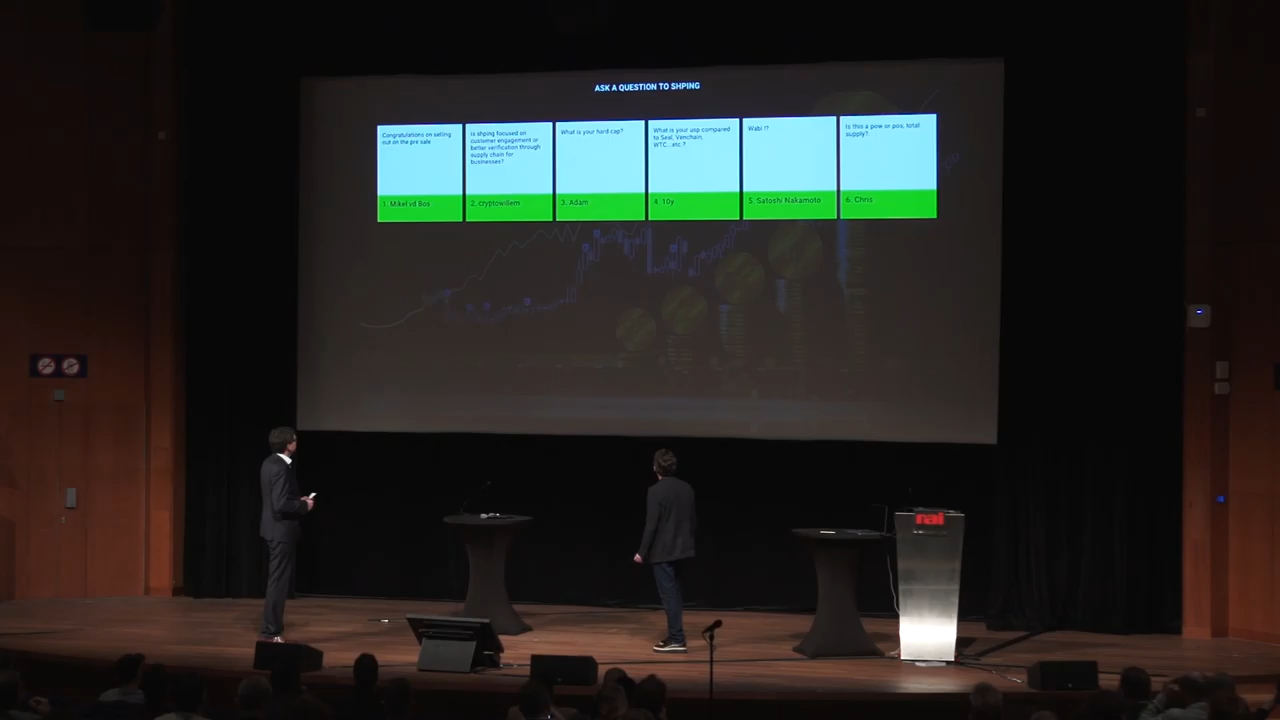 ASK A QUESTION TO SHPING
Congratulations on selling
out on the pre sale
1. Mikel vd Bos
Is shping focused on
customer engagement or
better verification through
supply chain for
businesses?
2. cryptowillem
What is your hard cap?
3. Adam
What is your usp compared
to Seal, Venchain,
WTC...etc.?
4. 10y
Wabi !?
5. Satoshi Nakamoto
Is this a pow or pos, total
supply?
6. Chris
rai